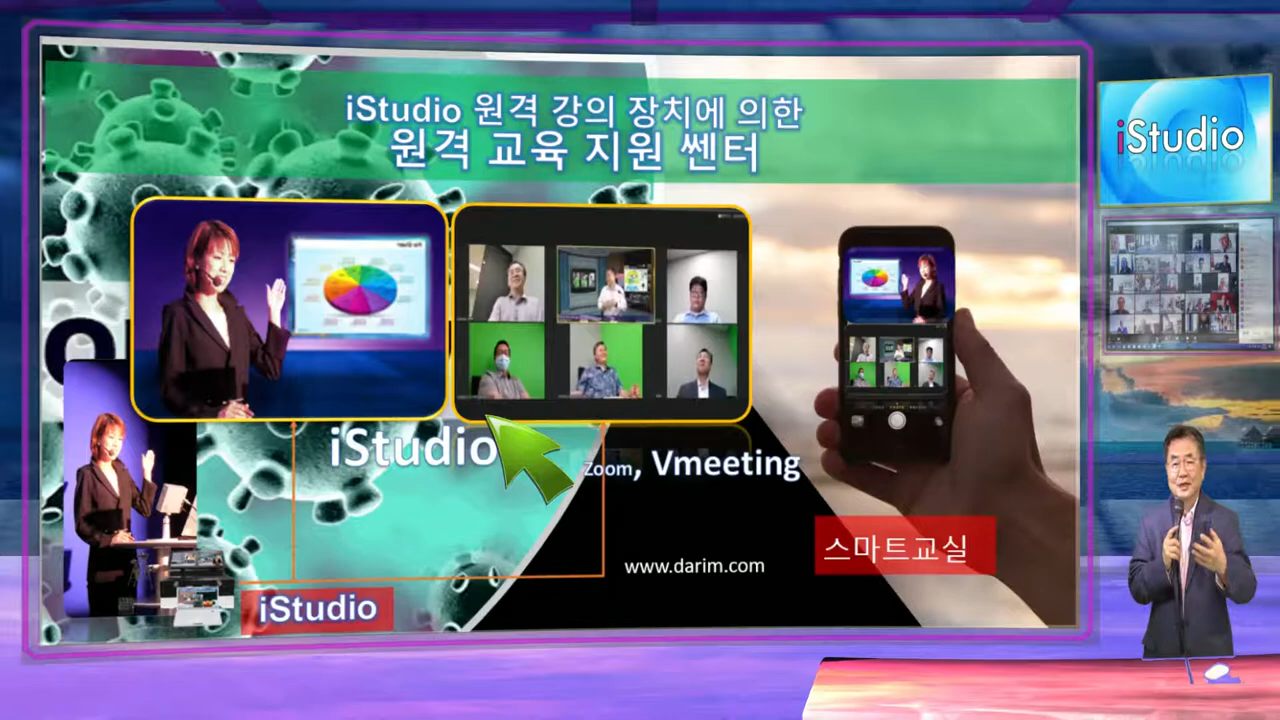 iStudio 원격 강의 장치에 의한
원격 교육 지원 쎈터
iStudio
iStudio
Zoom, Vmeeting
www.darim.com
스마트교실
iStudio